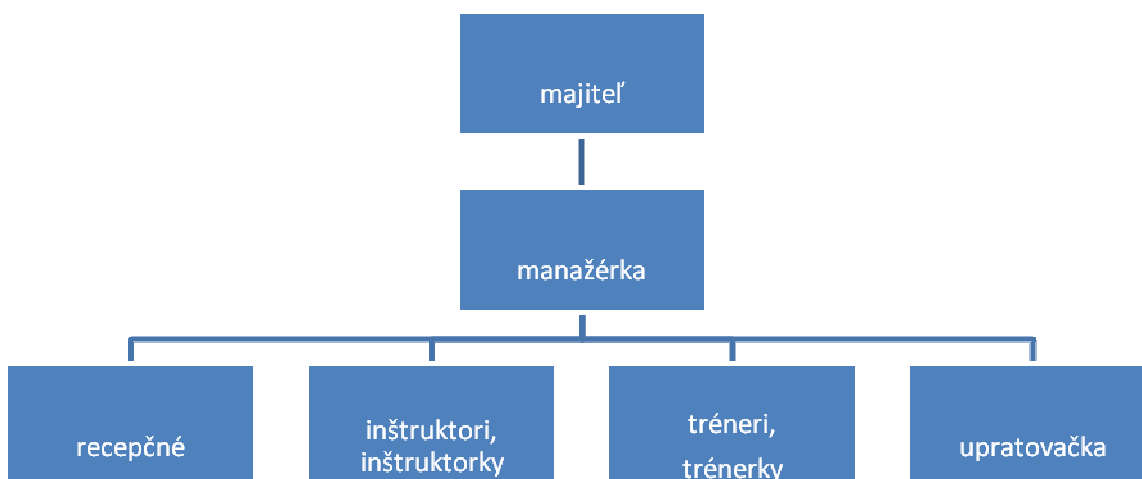 majiteľ
manažérka
recepčné
inštruktori,
inštruktorky
tréneri,
trénerky
upratovačka